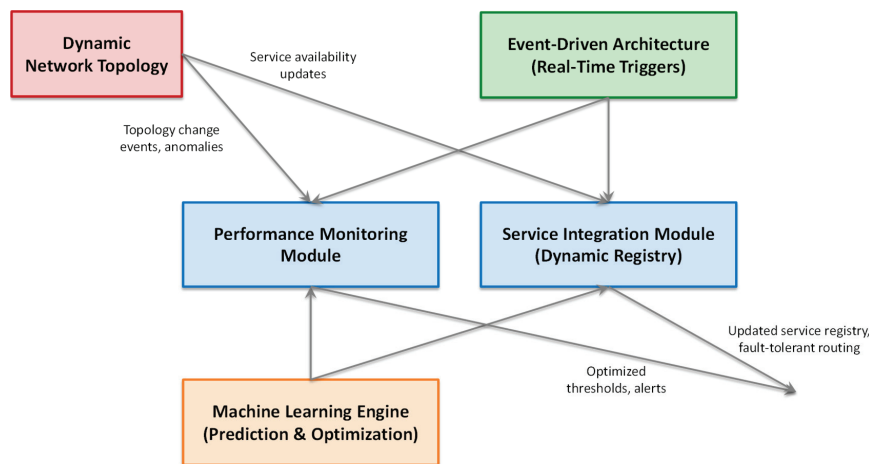 Dynamic
Network Topology
Service availability
updates
Event-Driven Architecture
(Real-Time Triggers)
Topology change
events, anomalies
Performance Monitoring
Module
Service Integration Module
(Dynamic Registry)
Updated service registry,
fault-tolerant routing
Optimized
thresholds, alerts
Machine Learning Engine
(Prediction & Optimization)